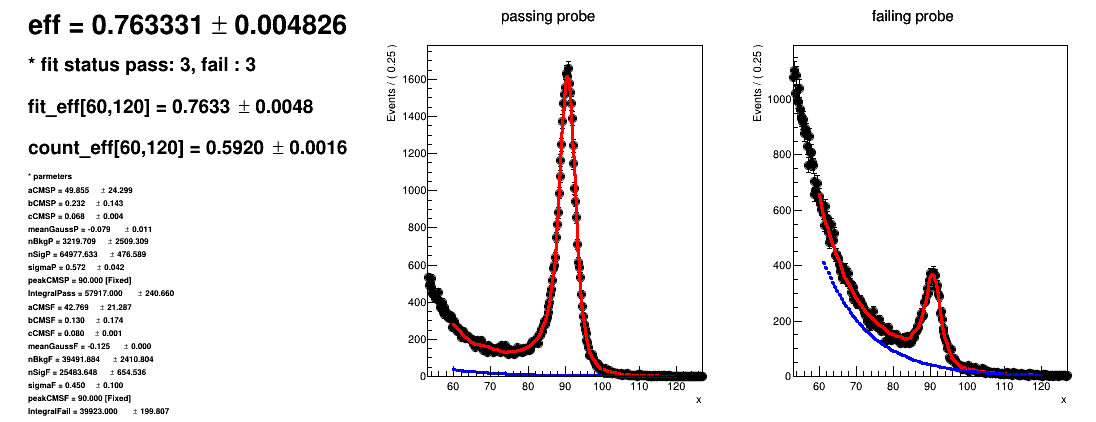 eff = 0.763331 ± 0.004826
* fit status pass: 3, fail : 3
fit_eff[60,120] = 0.7633 ± 0.0048
count_eff[60,120] = 0.5920 ± 0.0016
* parmeters
aCMSP = 49.855 ± 24.299
bCMSP = 0.232 ± 0.143
cCMSP = 0.068 ± 0.004
meanGaussP = -0.079 ± 0.011
nBkgP = 3219.709 ± 2509.309
nSigP = 64977.633 ± 476.589
sigmaP = 0.572 ± 0.042
peakCMSP = 90.000 [Fixed]
IntegralPass = 57917.000 ± 240.660
aCMSF = 42.769 ± 21.287
bCMSF = 0.130 ± 0.174
cCMSF = 0.080 ± 0.001
meanGaussF = -0.125 ± 0.000
nBkgF = 39491.884 ± 2410.804
nSigF = 25483.648 ± 654.536
sigmaF = 0.450 ± 0.100
peakCMSF = 90.000 [Fixed]
IntegralFail = 39923.000 ± 199.807
passing probe
Events / ( 0.25 )
1600
1400
1200
1000
800
600
400
200
0
60 70 80 90 100 110 120
x
failing probe
Events / ( 0.25 )
1000
800
600
400
200
0
60 70 80 90 100 110 120
x